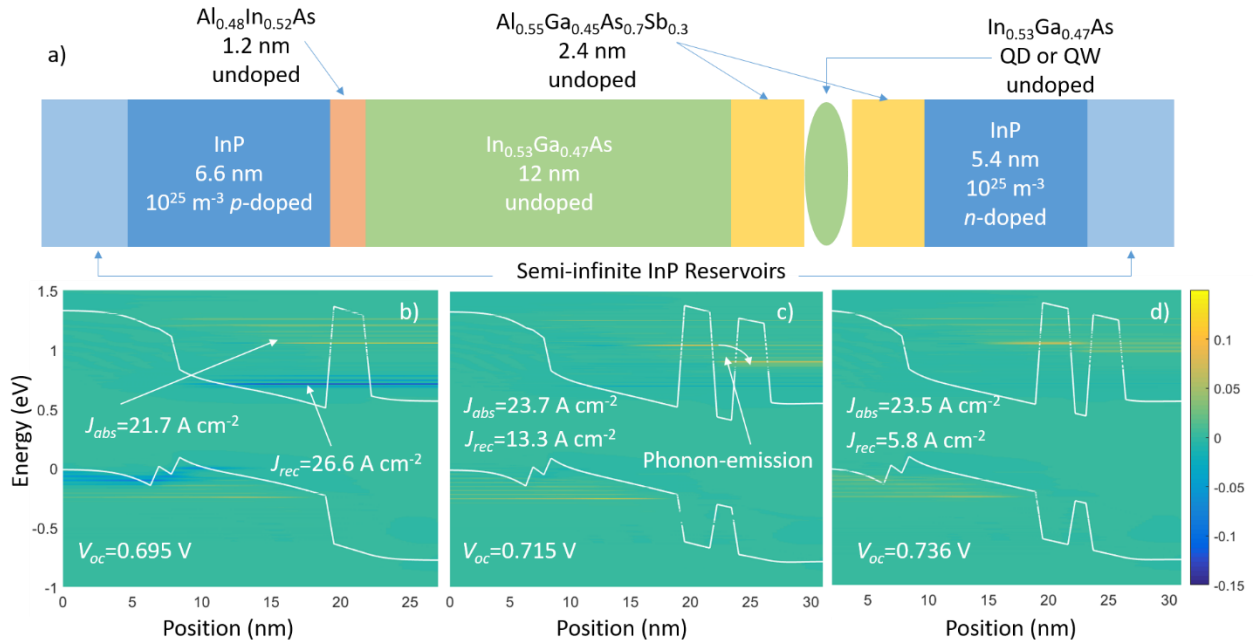 a)
Al0.48In0.52As
1.2 nm
undoped
Al0.55Ga0.45As0.7Sb0.3
2.4 nm
undoped
In0.53Ga0.47As
QD or QW
undoped
InP
6.6 nm
10^25 m^-3 p-doped
In0.53Ga0.47As
12 nm
undoped
InP
5.4 nm
10^25 m^-3
n-doped
Semi-infinite InP Reservoirs
Energy (eV)
1.5
1
0.5
0
-0.5
-1
b)
Jabs=21.7 A cm^-2
Jrec=26.6 A cm^-2
Voc=0.695 V
0 5 10 15 20 25
Position (nm)
c)
Jabs=23.7 A cm^-2
Jrec=13.3 A cm^-2
Phonon-emission
Voc=0.715 V
0 5 10 15 20 25 30
Position (nm)
d)
Jabs=23.5 A cm^-2
Jrec=5.8 A cm^-2
Voc=0.736 V
5 10 15 20 25 30
Position (nm)
0.1
0.05
0
-0.05
-0.1
-0.15